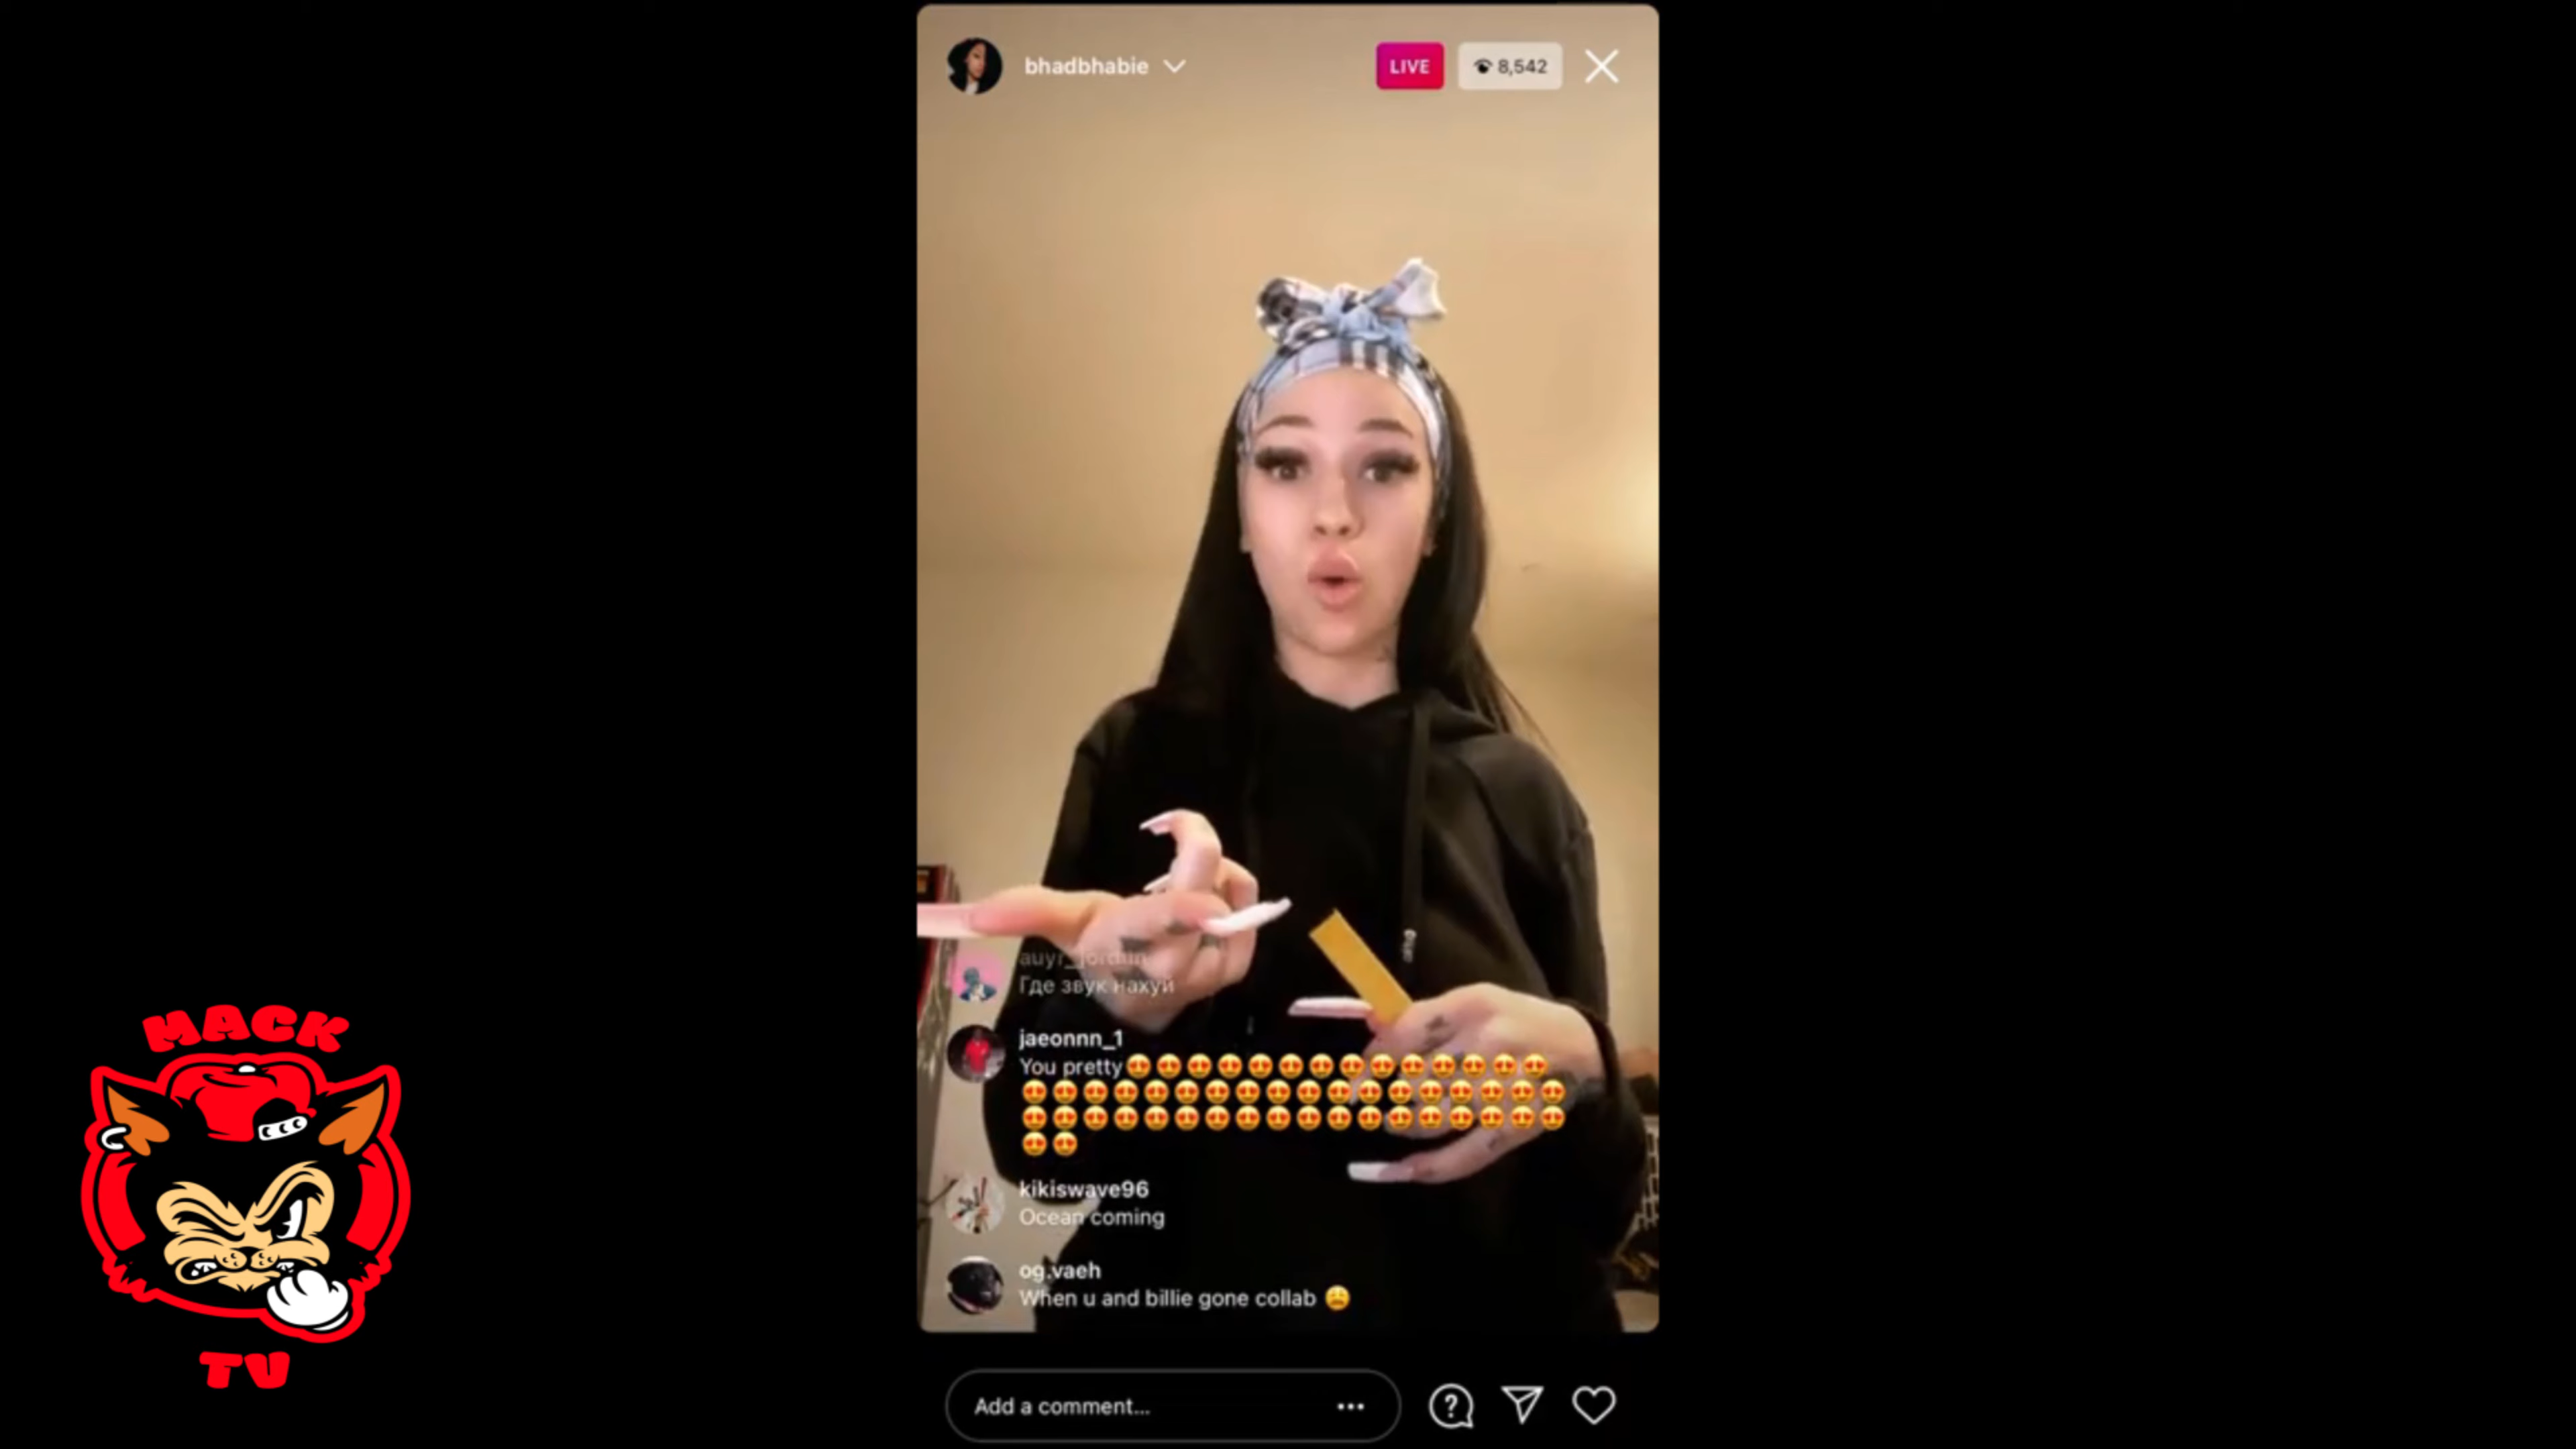 bhadbhabie
LIVE
8,542
auyr_jordan
Где звук нахуй
jaeonnn_1
You pretty😍😍😍😍😍😍😍😍😍😍😍😍😍😍
😍😍😍😍😍😍😍😍😍😍😍😍😍😍😍😍😍😍
😍😍😍😍😍😍😍😍😍😍😍😍😍😍😍😍😍😍
😍😍
kikiswave96
Ocean coming
og.vaeh
When u and billie gone collab 😩
Add a comment...
MACK
TV